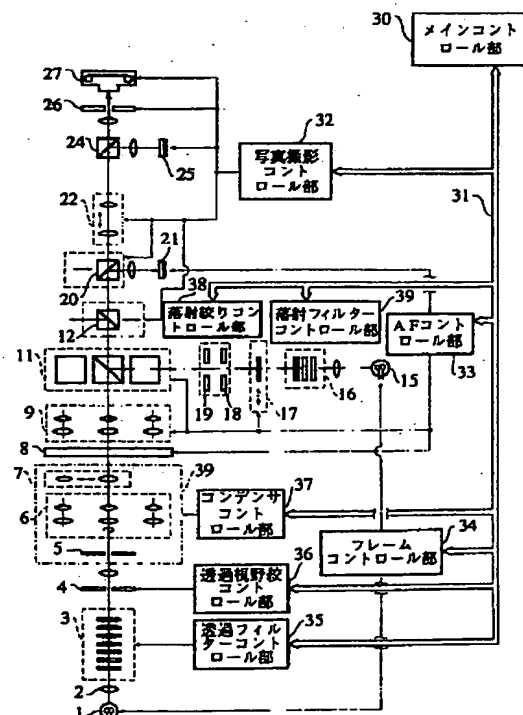 30
メインコント
ロール部
27
26
24
25
32
写真撮影
コント
ロール部
22
31
21
20
38
落射絞りコン
トロール部
落射フィルター
コントロール部
39
12
AFコント
ロール部
33
11
19
18
17
16
15
9
8
7
39
37
コンデンサ
コント
ロール部
6
5
34
フレーム
コントロール部
4
36
透過視野絞
コント
ロール部
3
35
透過フィル
ターコント
ロール部
2
1